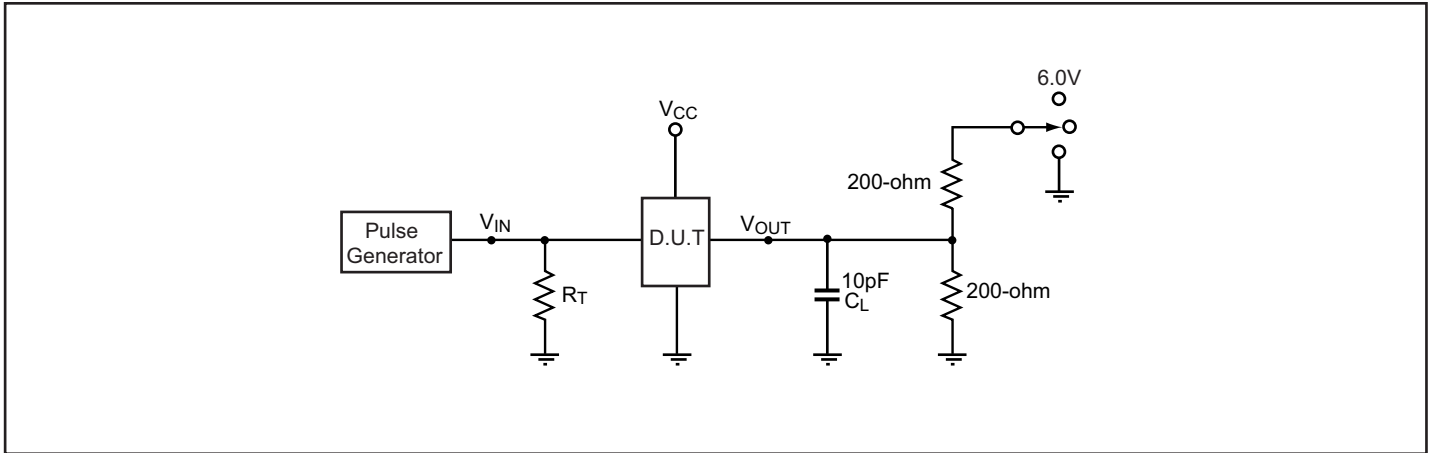 6.0V
VCC
200-ohm
Pulse
Generator
VIN
D.U.T
VOUT
10pF
CL
200-ohm
RT